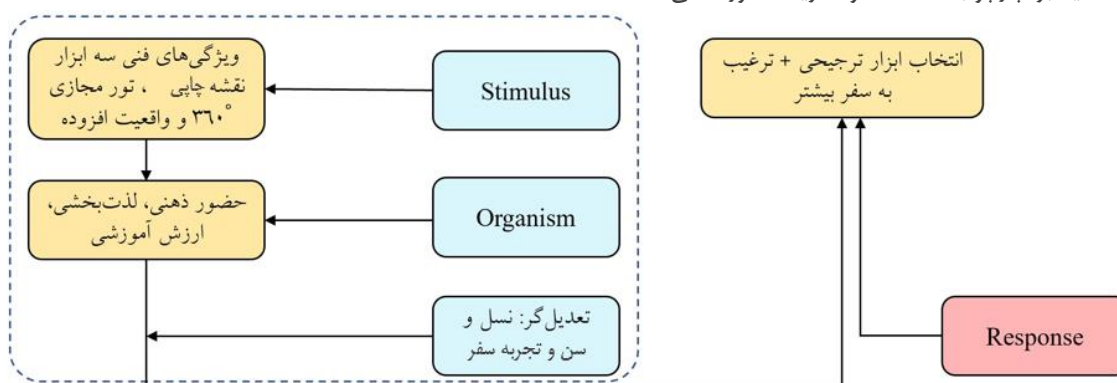 ویژگی‌های فنی سه ابزار
نقشه چاپی ، تور مجازی
۳۶۰° و واقعیت افزوده
Stimulus
انتخاب ابزار ترجیحی + ترغیب
به سفر بیشتر
حضور ذهنی، لذت‌بخشی،
ارزش آموزشی
Organism
تعدیل‌گر: نسل و
سن و تجربه سفر
Response